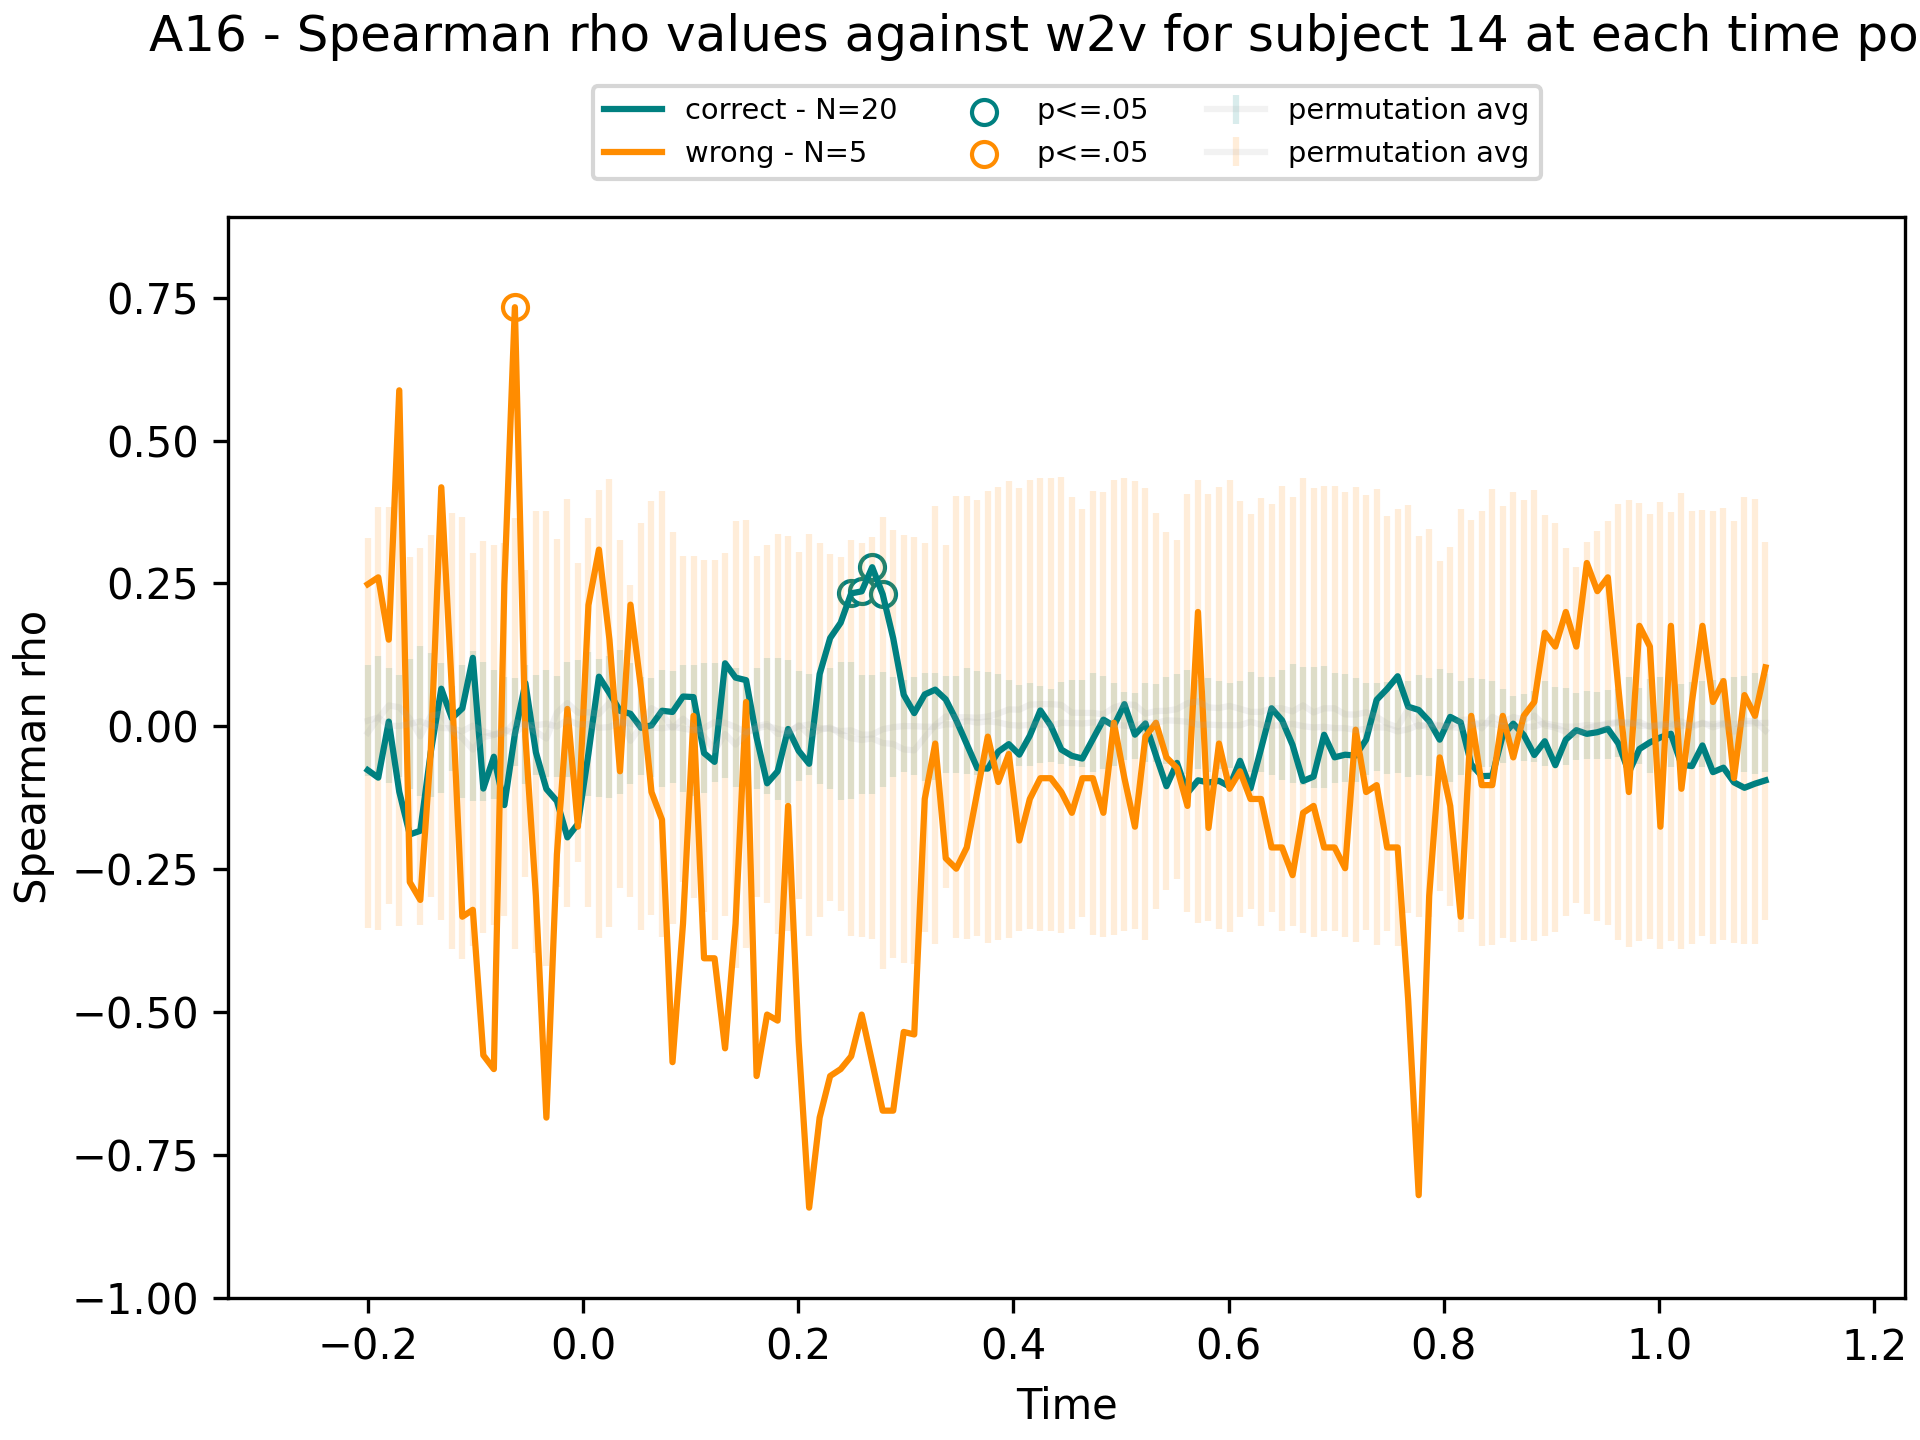 A16 - Spearman rho values against w2v for subject 14 at each time po
correct - N=20 p<=.05 permutation avg
wrong - N=5 p<=.05 permutation avg
Spearman rho
0.75
0.50
0.25
0.00
−0.25
−0.50
−0.75
−1.00
−0.2 0.0 0.2 0.4 0.6 0.8 1.0 1.2
Time